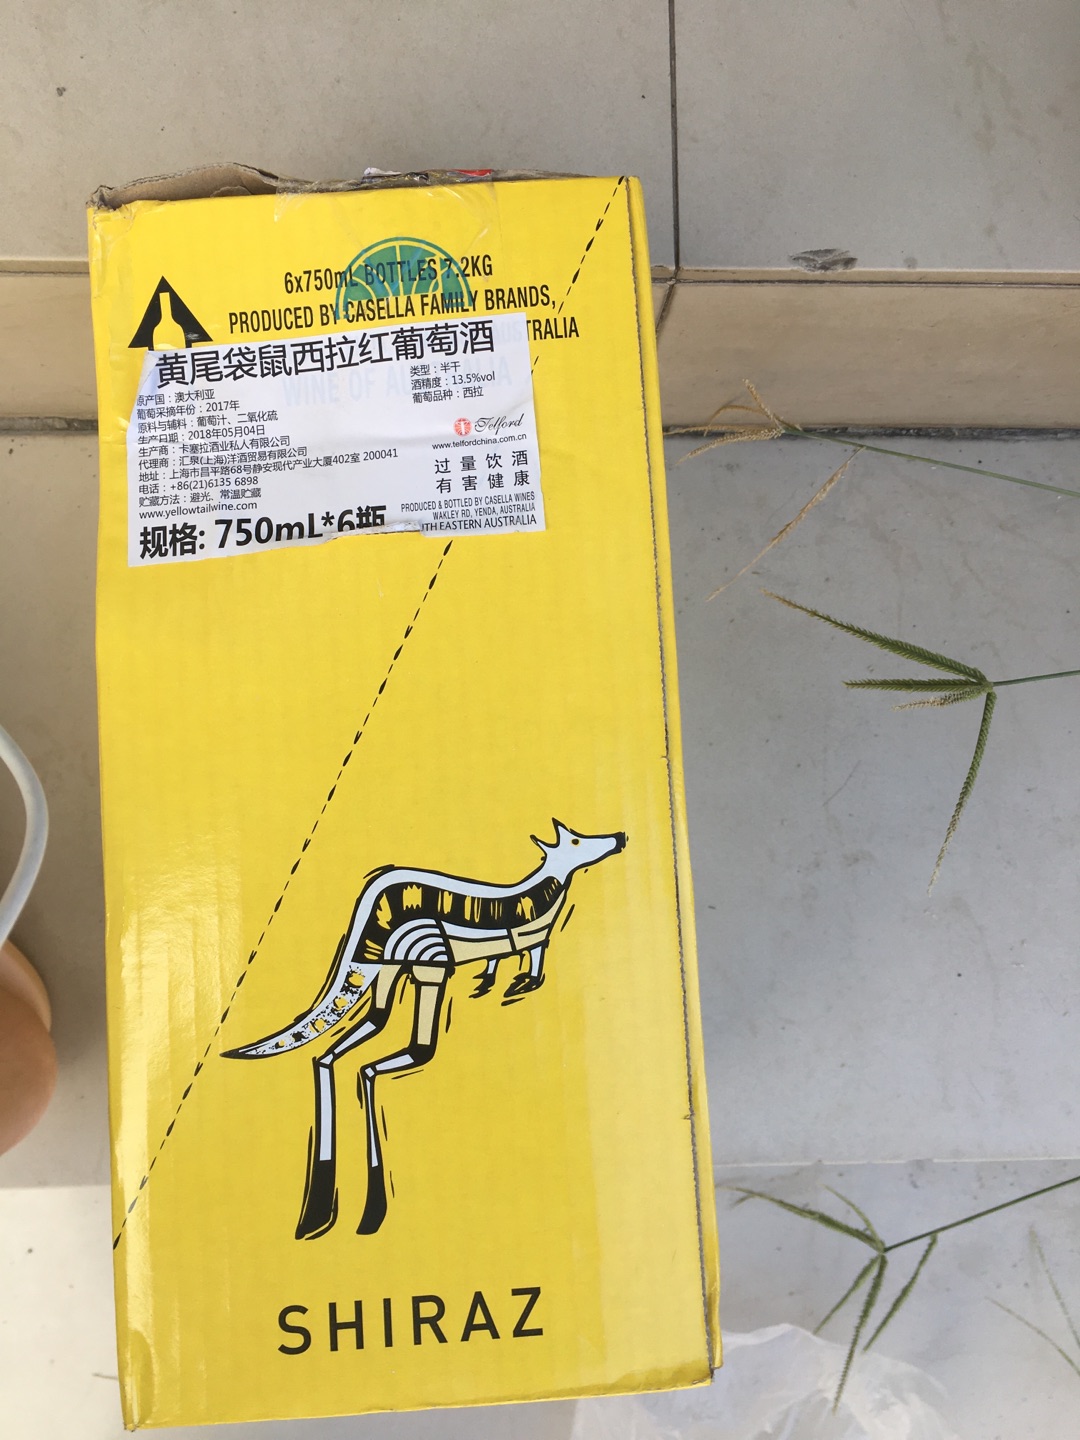 6x750mL BOTTLES 7.2KG
PRODUCED BY CASELLA FAMILY BRANDS,
TRALIA
WINE OF
黄尾袋鼠西拉红葡萄酒
原产国：澳大利亚
葡萄采摘年份：2017年
原料与辅料：葡萄汁、二氧化硫
生产日期：2018年05月04日
生产商：卡塞拉酒业私人有限公司
代理商：汇泉(上海)洋酒贸易有限公司
地址：上海市昌平路68号静安现代产业大厦402室 200041
电话：+86(21)6135 6898
贮藏方法：避光、常温贮藏
www.yellowtailwine.com
规格: 750mL*6瓶
类型：半干
酒精度：13.5%vol
葡萄品种：西拉
Telford
www.telfordchina.com.cn
过量饮酒
有害健康
PRODUCED & BOTTLED BY CASELLA WINES
WAKLEY RD, YENDA, AUSTRALIA
TH EASTERN AUSTRALIA
SHIRAZ